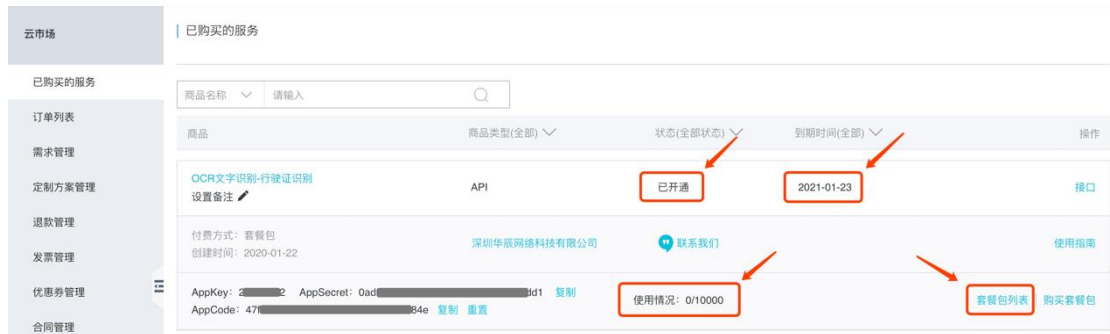 云市场
已购买的服务
已购买的服务
订单列表
需求管理
定制方案管理
退款管理
发票管理
优惠券管理
合同管理
商品名称 请输入
商品 商品类型(全部) 状态(全部状态) 到期时间(全部) 操作
OCR文字识别-行驶证识别 API 已开通 2021-01-23 接口
设置备注
付费方式：套餐包 深圳华辰网络科技有限公司 联系我们 使用指南
创建时间：2020-01-22
AppKey：2 2 AppSecret：0ad dd1 复制 使用情况：0/10000 套餐包列表 购买套餐包
AppCode：47f 84e 复制 重置